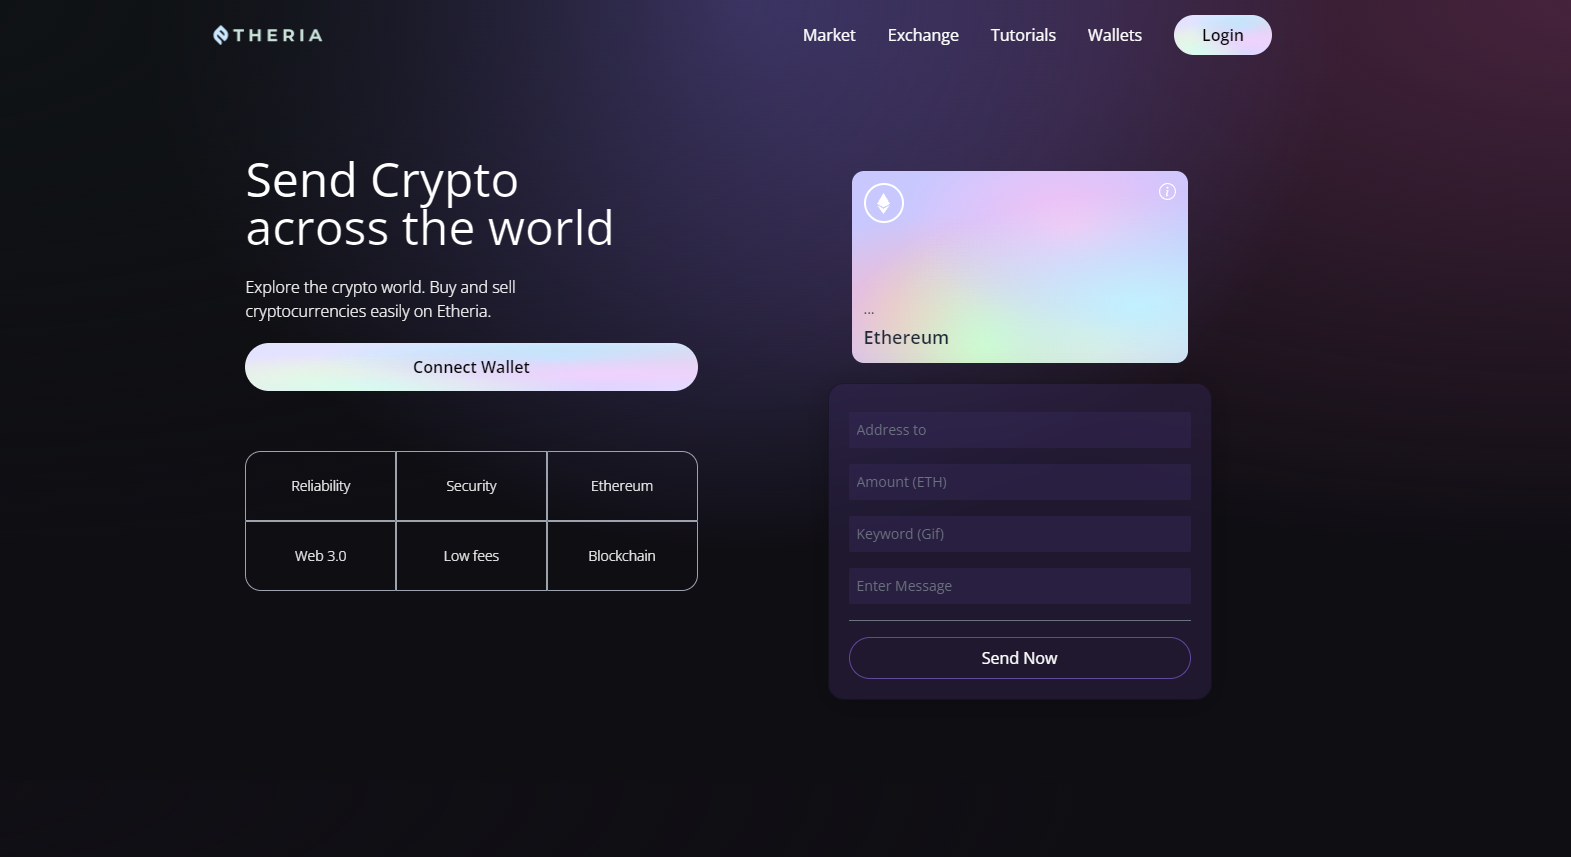 THERIA
Market
Exchange
Tutorials
Wallets
Login
Send Crypto
across the world
Explore the crypto world. Buy and sell
cryptocurrencies easily on Etheria.
Connect Wallet
Reliability
Security
Ethereum
Web 3.0
Low fees
Blockchain
i
...
Ethereum
Address to
Amount (ETH)
Keyword (Gif)
Enter Message
Send Now